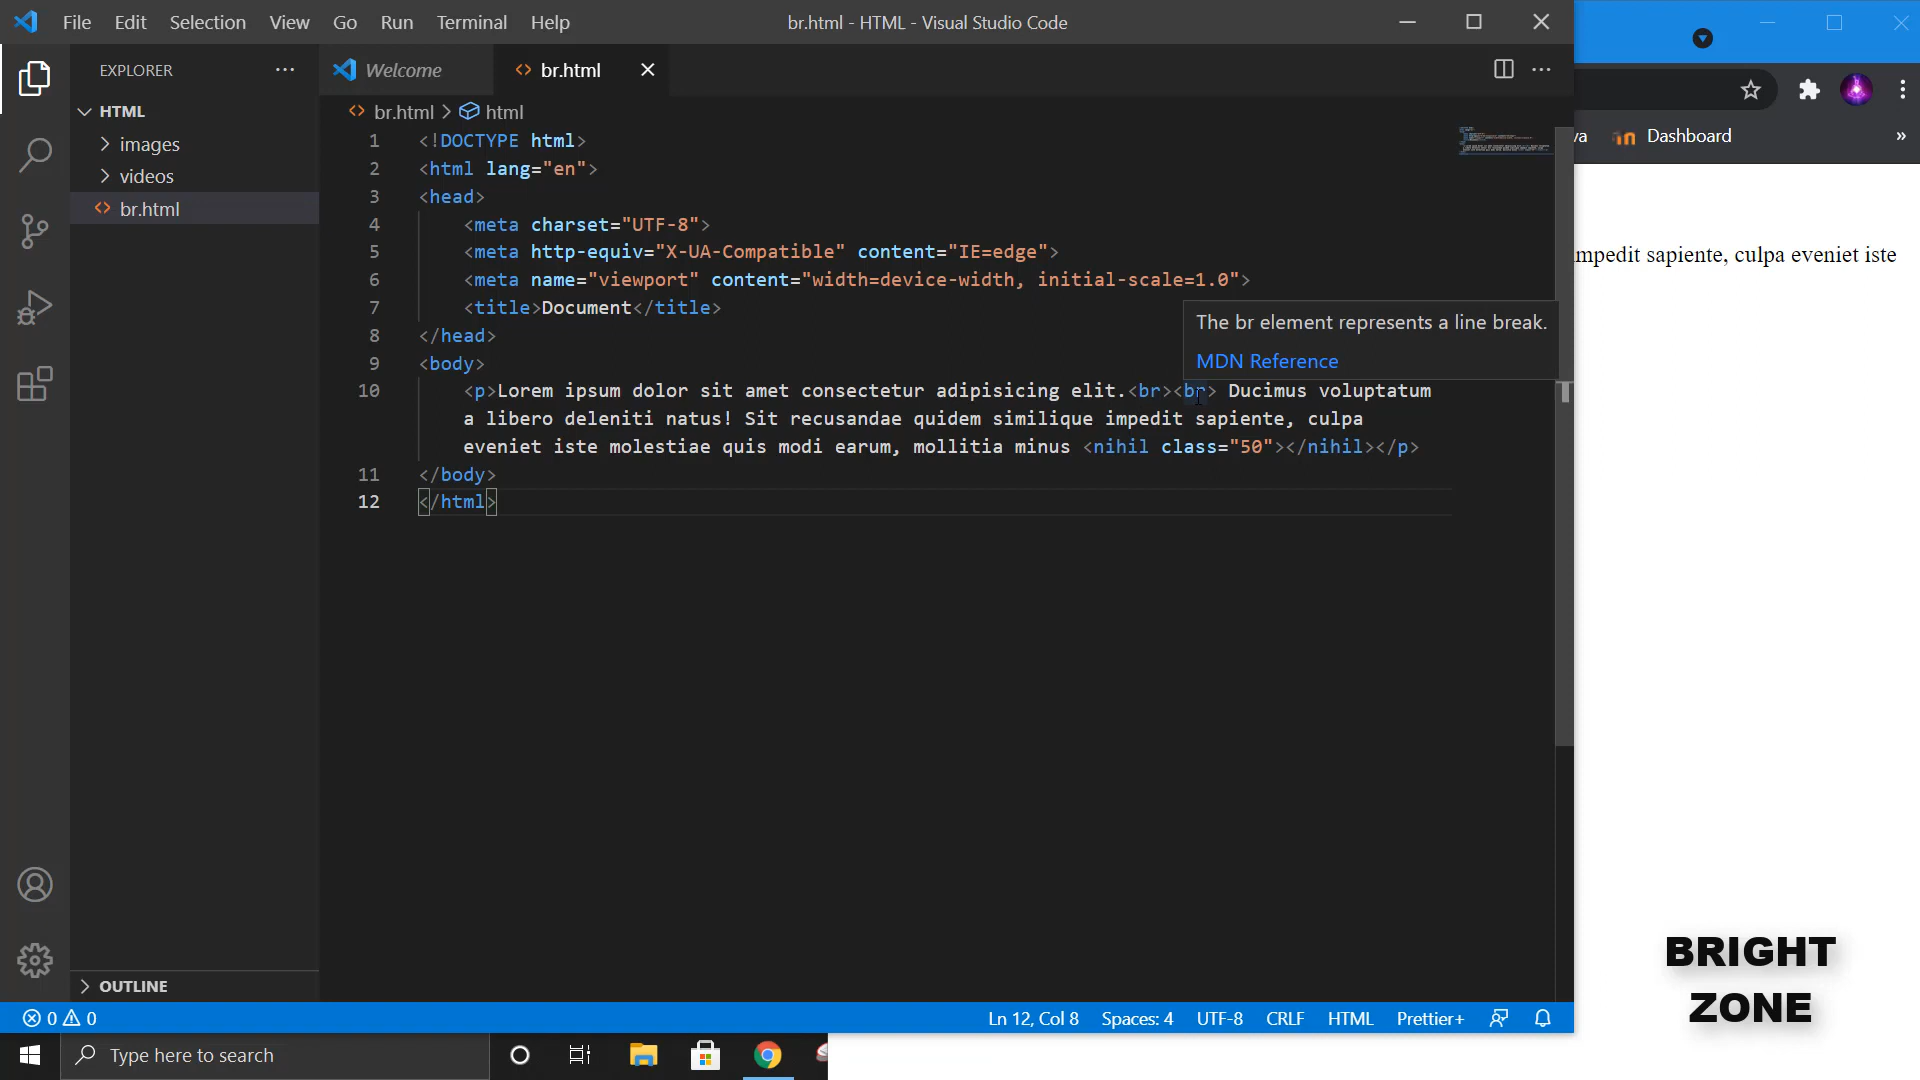 File Edit Selection View Go Run Terminal Help
br.html - HTML - Visual Studio Code
EXPLORER
Welcome
br.html
HTML
images
videos
br.html
br.html > html
1 <!DOCTYPE html>
2 <html lang="en">
3 <head>
4 <meta charset="UTF-8">
5 <meta http-equiv="X-UA-Compatible" content="IE=edge">
6 <meta name="viewport" content="width=device-width, initial-scale=1.0">
7 <title>Document</title>
8 </head>
9 <body>
The br element represents a line break.
MDN Reference
10 <p>Lorem ipsum dolor sit amet consectetur adipisicing elit.<br><br> Ducimus voluptatum
a libero deleniti natus! Sit recusandae quidem similique impedit sapiente, culpa
eveniet iste molestiae quis modi earum, mollitia minus <nihil class="50"></nihil></p>
11 </body>
12 </html>
OUTLINE
0 0
Ln 12, Col 8 Spaces: 4 UTF-8 CRLF HTML Prettier+
Type here to search
va Dashboard »
mpedit sapiente, culpa eveniet iste
BRIGHT
ZONE